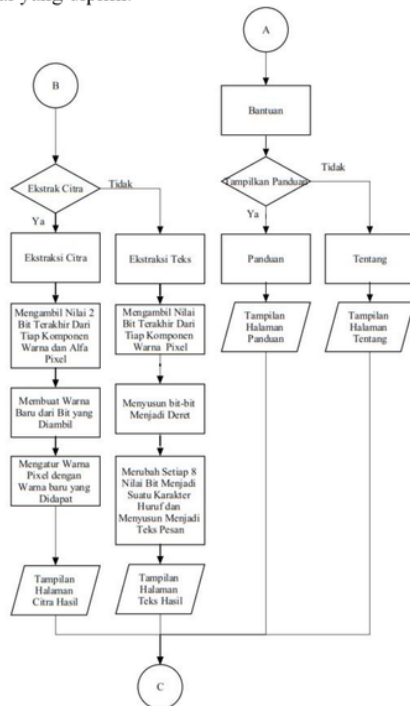 yang dipilih.
A
B
Bantuan
Ekstrak Citra
Tidak
Ya
Tampilkan Panduan
Tidak
Ya
Ekstraksi Citra
Ekstraksi Teks
Panduan
Tentang
Mengambil Nilai 2
Bit Terakhir Dari
Tiap Komponen
Warna dan Alfa
Pixel
Mengambil Nilai
Bit Terakhir Dari
Tiap Komponen
Warna Pixel
Tampilan
Halaman
Panduan
Tampilan
Halaman
Tentang
Membuat Warna
Baru dari Bit yang
Diambil
Menyusun bit-bit
Menjadi Deret
Mengatur Warna
Pixel dengan
Warna baru yang
Didapat
Merubah Setiap 8
Nilai Bit Menjadi
Suatu Karakter
Huruf dan
Menyusun Menjadi
Teks Pesan
Tampilan
Halaman
Citra Hasil
Tampilan
Halaman
Teks Hasil
C